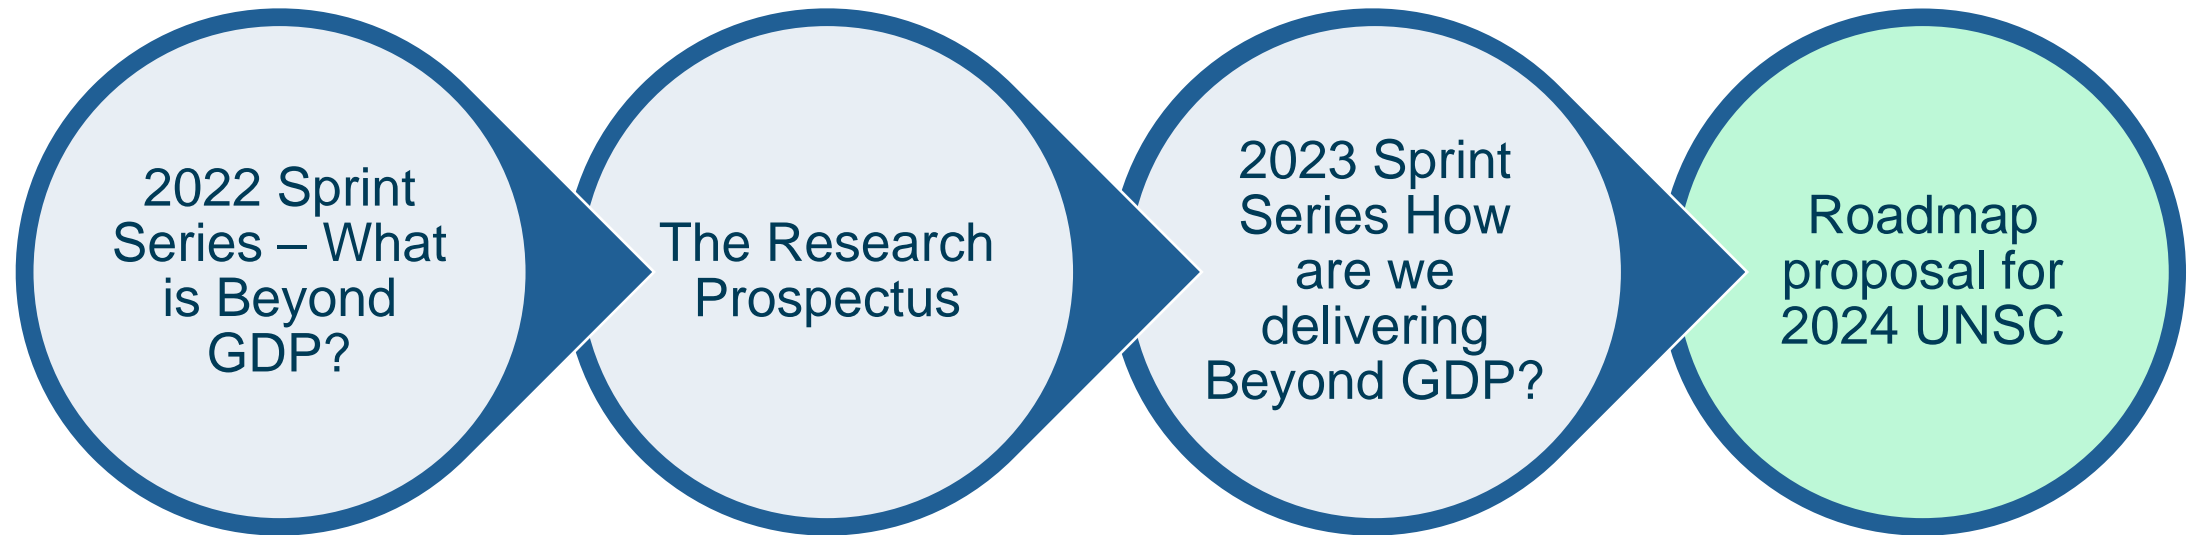 2022 Sprint
Series – What
is Beyond
GDP?
The Research
Prospectus
2023 Sprint
Series How
are we
delivering
Beyond GDP?
Roadmap
proposal for
2024 UNSC